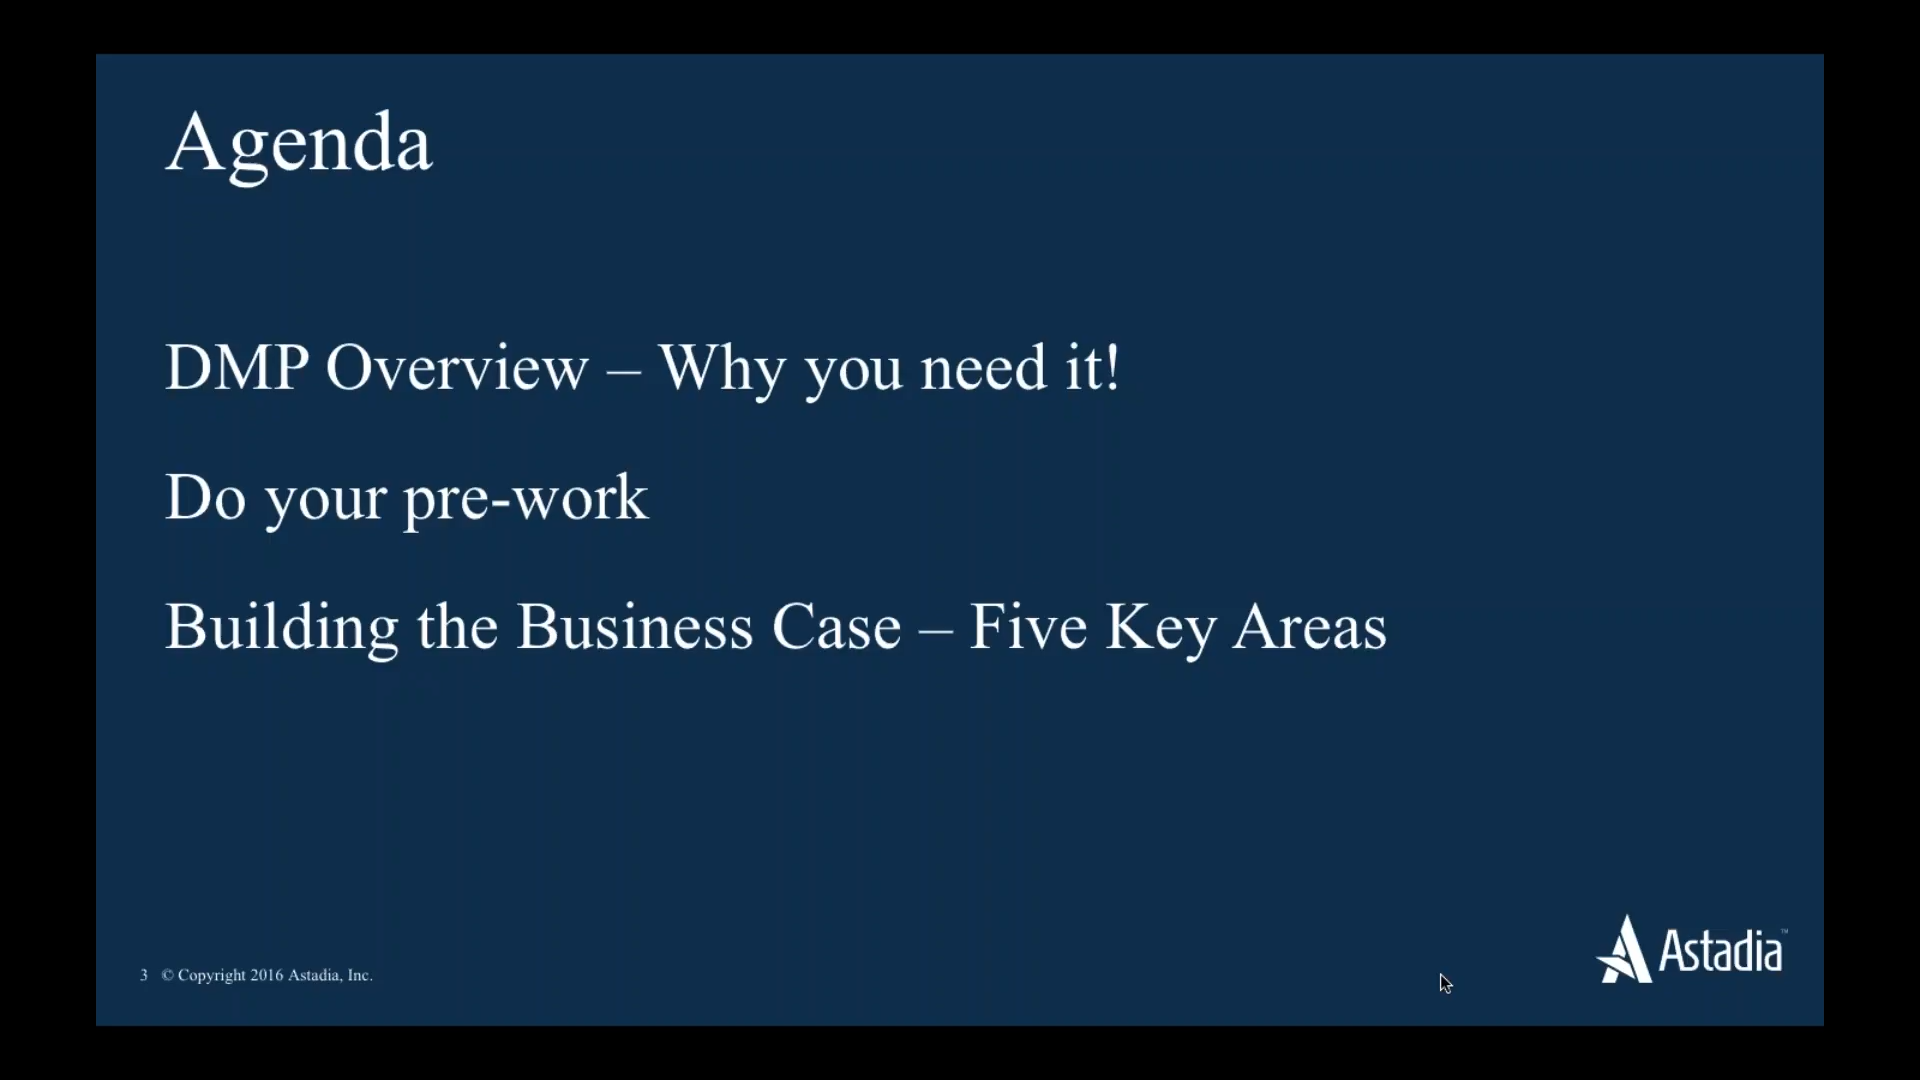 Agenda
DMP Overview – Why you need it!
Do your pre-work
Building the Business Case – Five Key Areas
3 © Copyright 2016 Astadia, Inc.
Astadia™